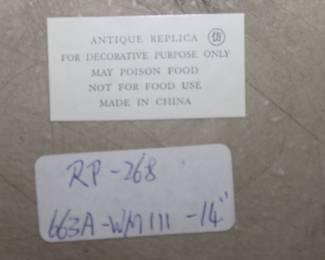 ANTIQUE REPLICA 仿
FOR DECORATIVE PURPOSE ONLY
MAY POISON FOOD
NOT FOR FOOD USE
MADE IN CHINA
RP-268
663A-WM111-14"